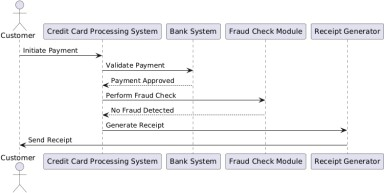 Customer
Credit Card Processing System
Bank System
Fraud Check Module
Receipt Generator
Initiate Payment
Validate Payment
Payment Approved
Perform Fraud Check
No Fraud Detected
Generate Receipt
Send Receipt
Customer
Credit Card Processing System
Bank System
Fraud Check Module
Receipt Generator